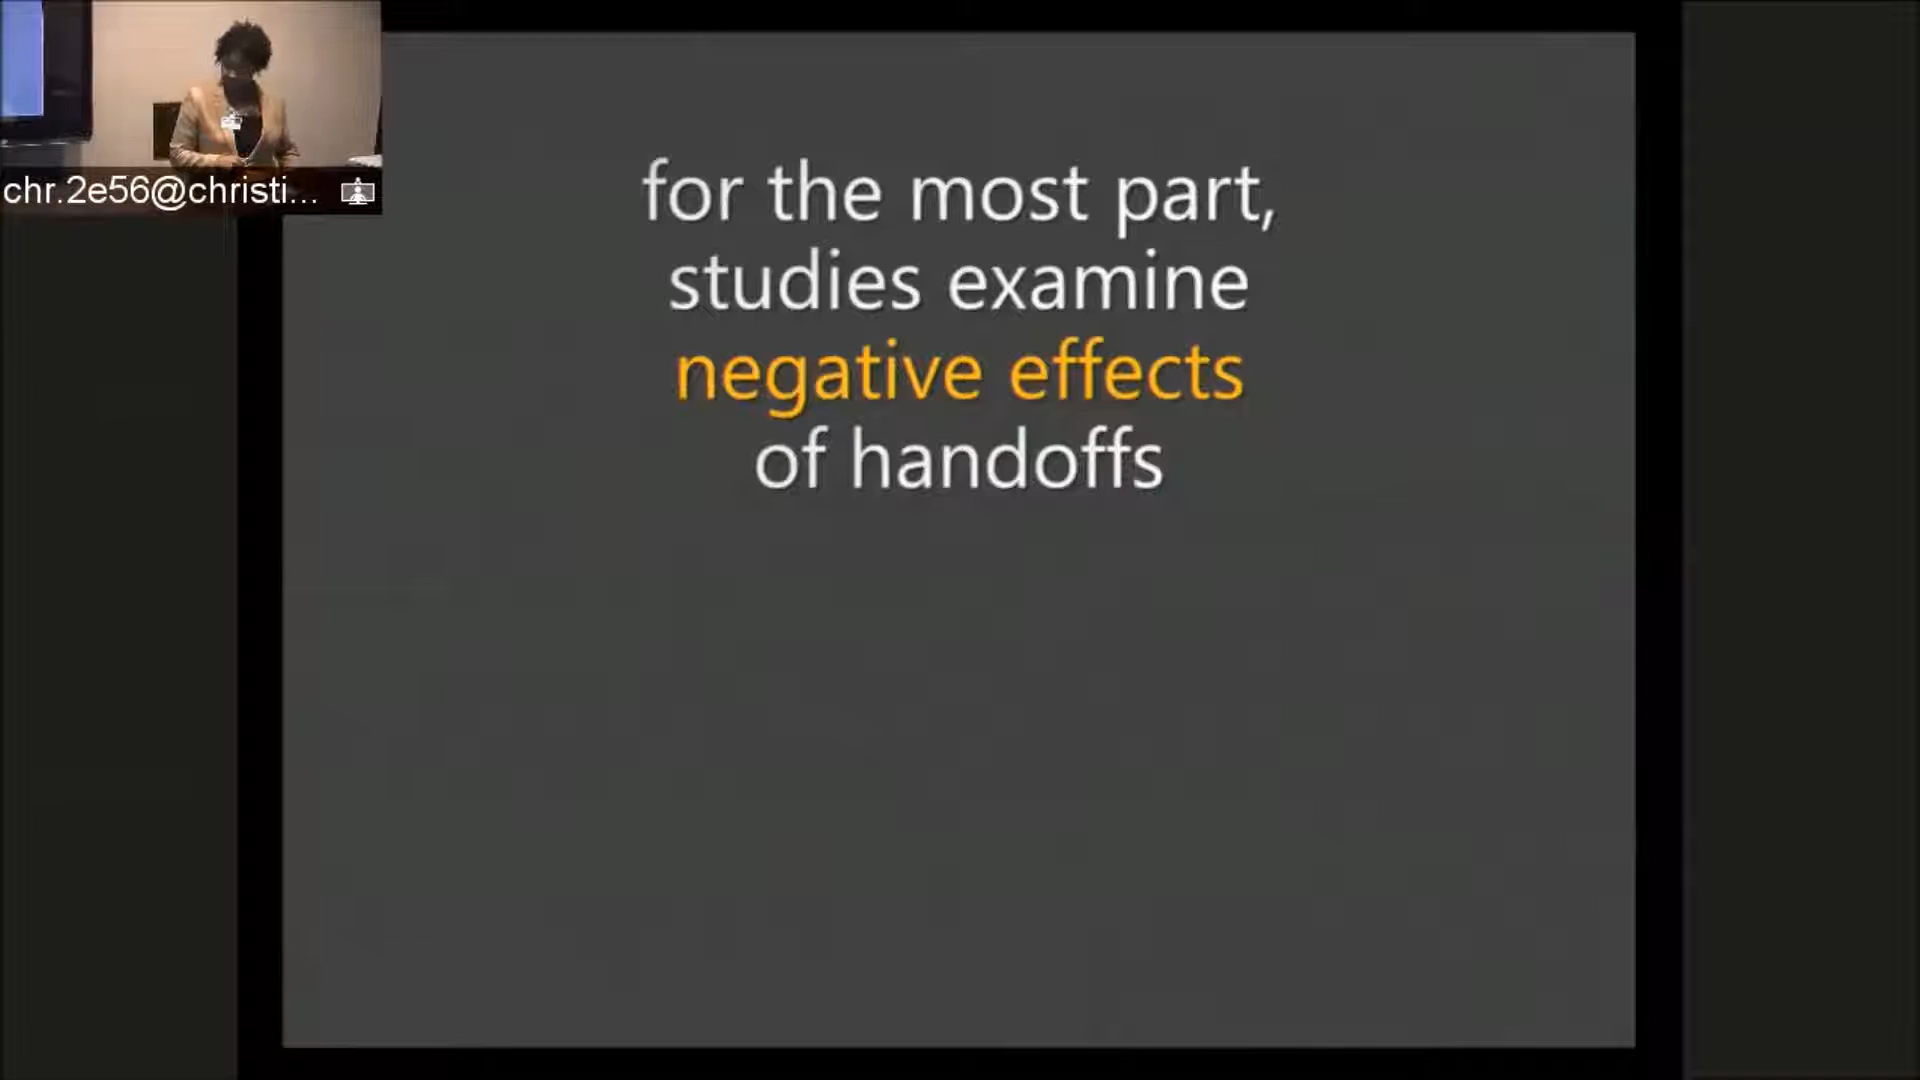 chr.2e56@christi...
for the most part,
studies examine
negative effects
of handoffs